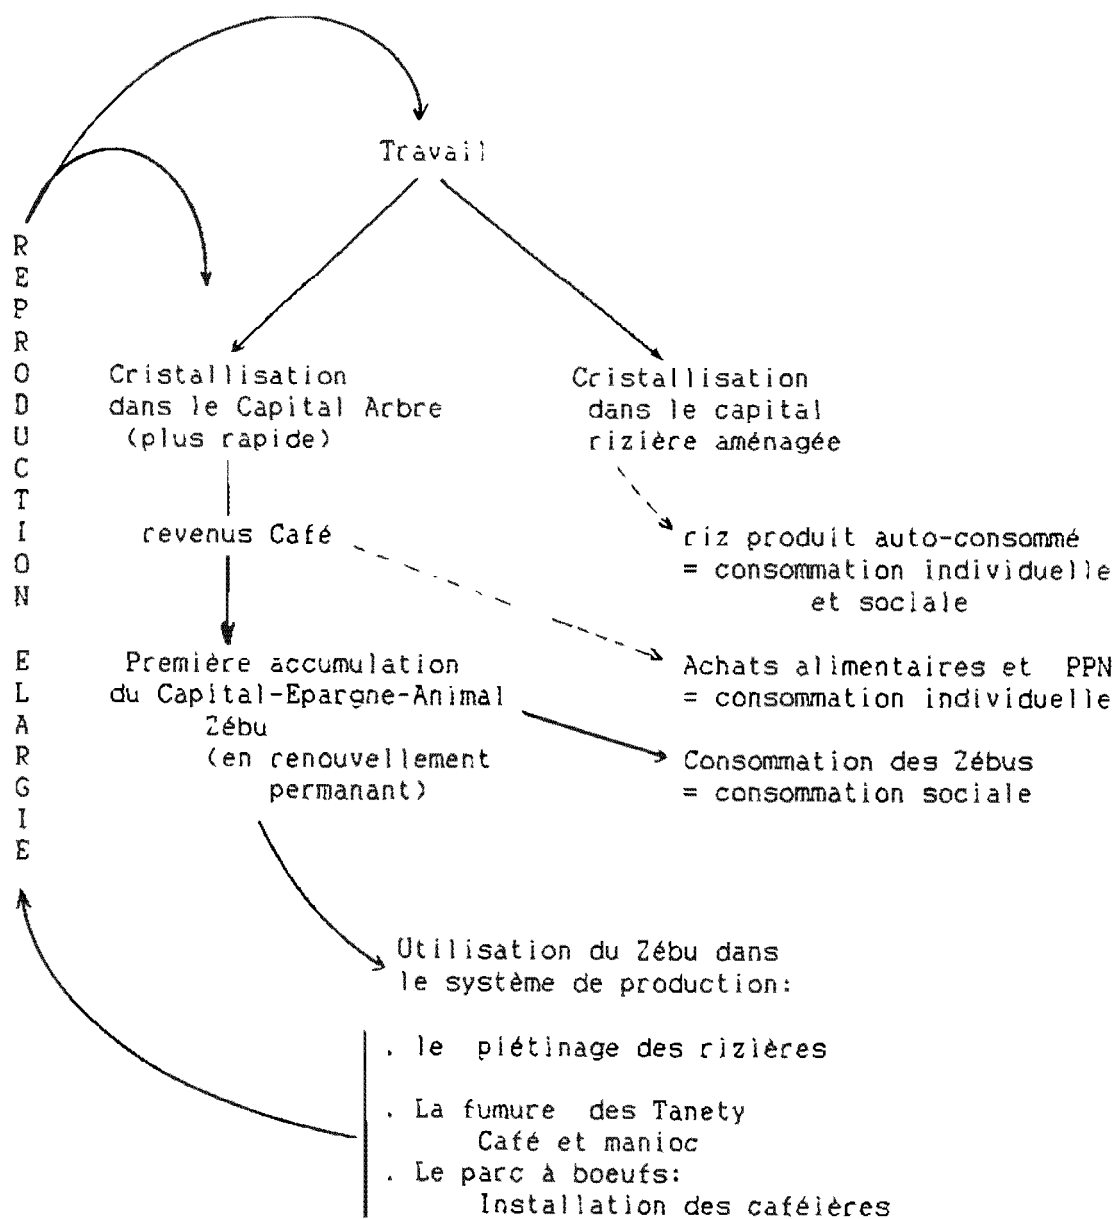 Travail
REPRODUCTION ELARGIE
Cristallisation
dans le Capital Arbre
(plus rapide)
Cristallisation
dans le capital
rizière aménagée
revenus Café
riz produit auto-consommé
= consommation individuelle
et sociale
Première accumulation
du Capital-Epargne-Animal
Zébu
(en renouvellement
permanant)
Achats alimentaires et PPN
= consommation individuelle
Consommation des Zébus
= consommation sociale
Utilisation du Zébu dans
le système de production:
. le piétinage des rizières
. La fumure des Tanety
Café et manioc
. Le parc à boeufs:
Installation des caféières